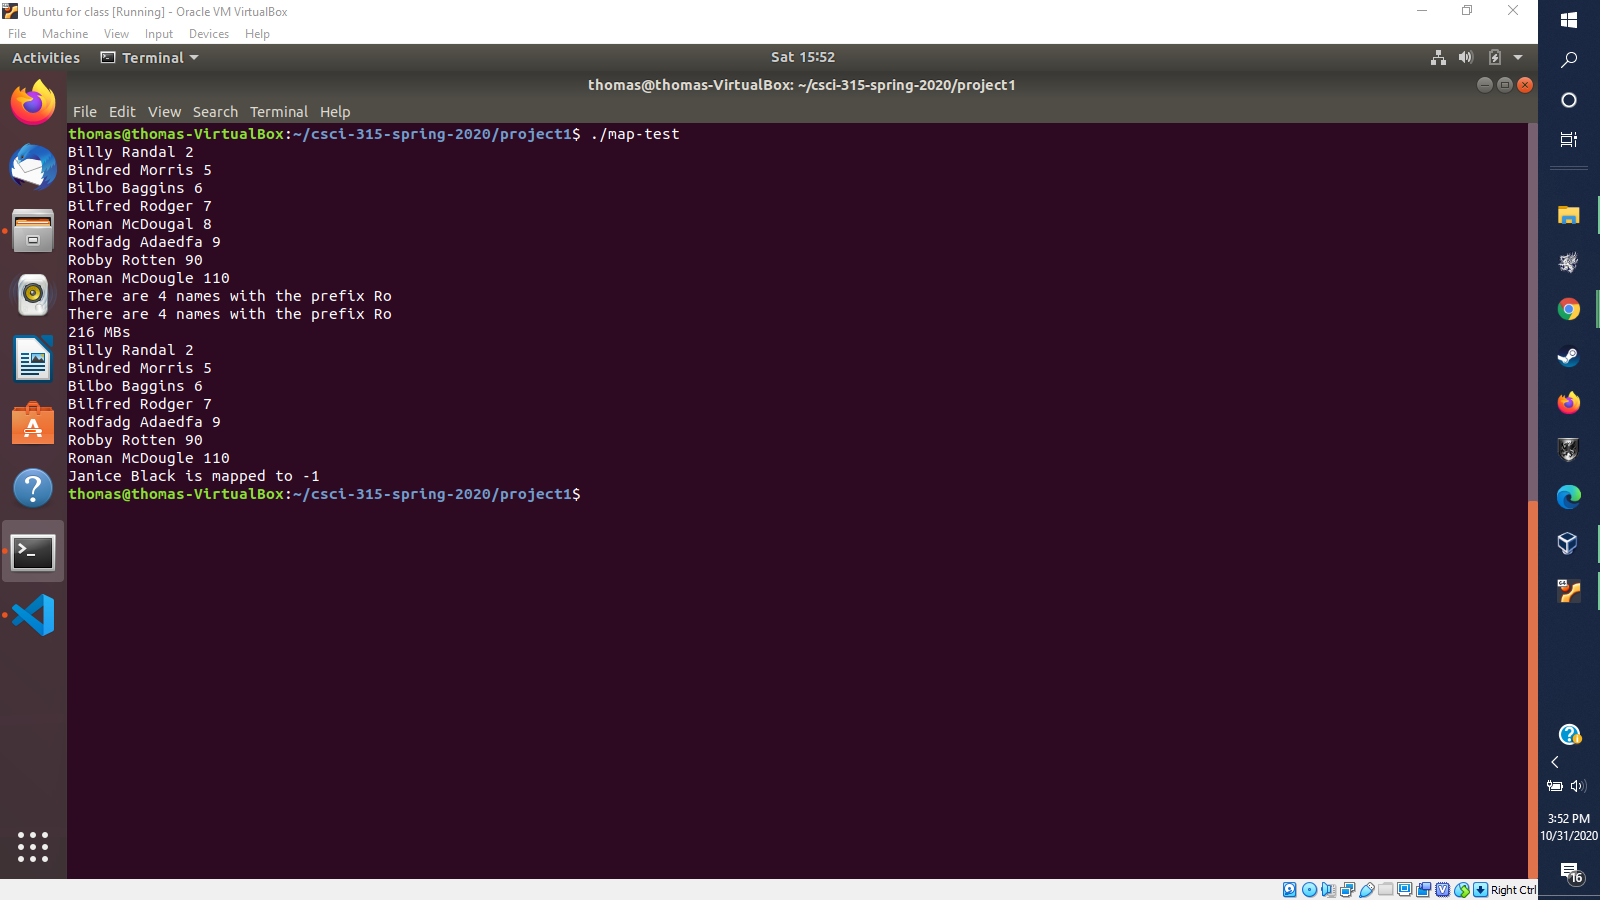 Ubuntu for class [Running] - Oracle VM VirtualBox
File Machine View Input Devices Help
Activities Terminal Sat 15:52
thomas@thomas-VirtualBox: ~/csci-315-spring-2020/project1
File Edit View Search Terminal Help
thomas@thomas-VirtualBox:~/csci-315-spring-2020/project1$ ./map-test
Billy Randal 2
Bindred Morris 5
Bilbo Baggins 6
Bilfred Rodger 7
Roman McDougal 8
Rodfadg Adaedfa 9
Robby Rotten 90
Roman McDougle 110
There are 4 names with the prefix Ro
There are 4 names with the prefix Ro
216 MBs
Billy Randal 2
Bindred Morris 5
Bilbo Baggins 6
Bilfred Rodger 7
Rodfadg Adaedfa 9
Robby Rotten 90
Roman McDougle 110
Janice Black is mapped to -1
thomas@thomas-VirtualBox:~/csci-315-spring-2020/project1$
3:52 PM
10/31/2020
16
Right Ctrl